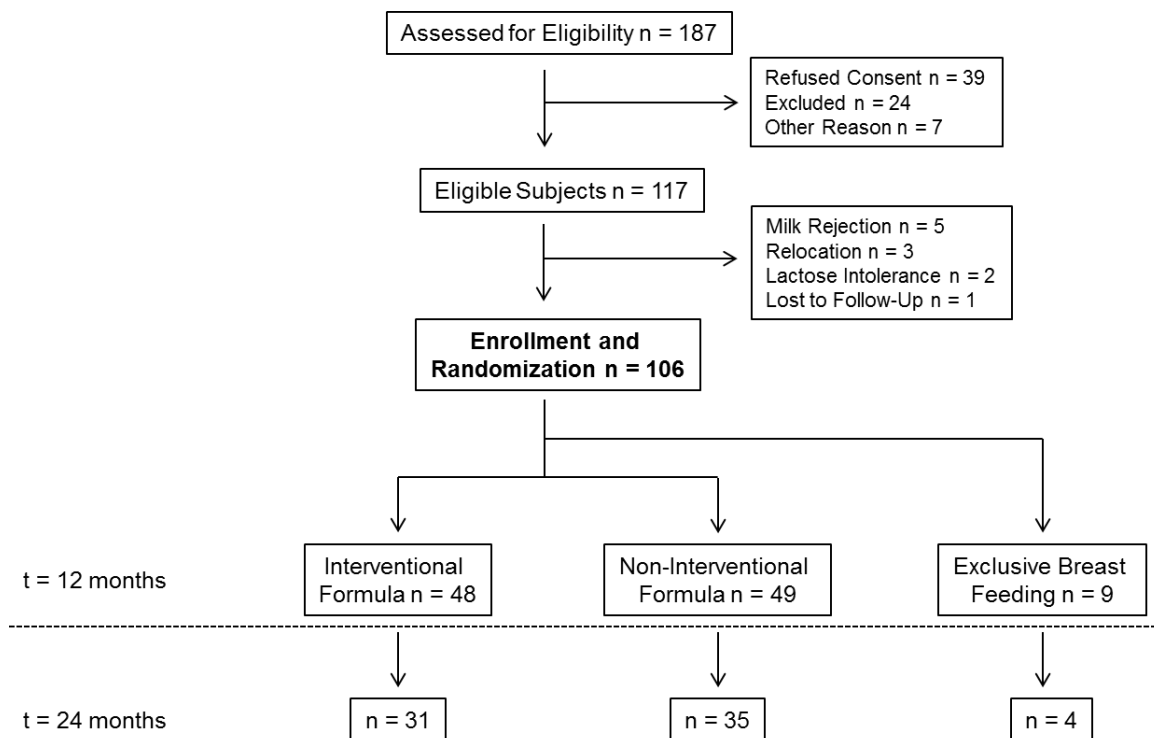 Assessed for Eligibility n = 187
Refused Consent n = 39
Excluded n = 24
Other Reason n = 7
Eligible Subjects n = 117
Milk Rejection n = 5
Relocation n = 3
Lactose Intolerance n = 2
Lost to Follow-Up n = 1
Enrollment and
Randomization n = 106
t = 12 months
Interventional
Formula n = 48
Non-Interventional
Formula n = 49
Exclusive Breast
Feeding n = 9
t = 24 months
n = 31
n = 35
n = 4